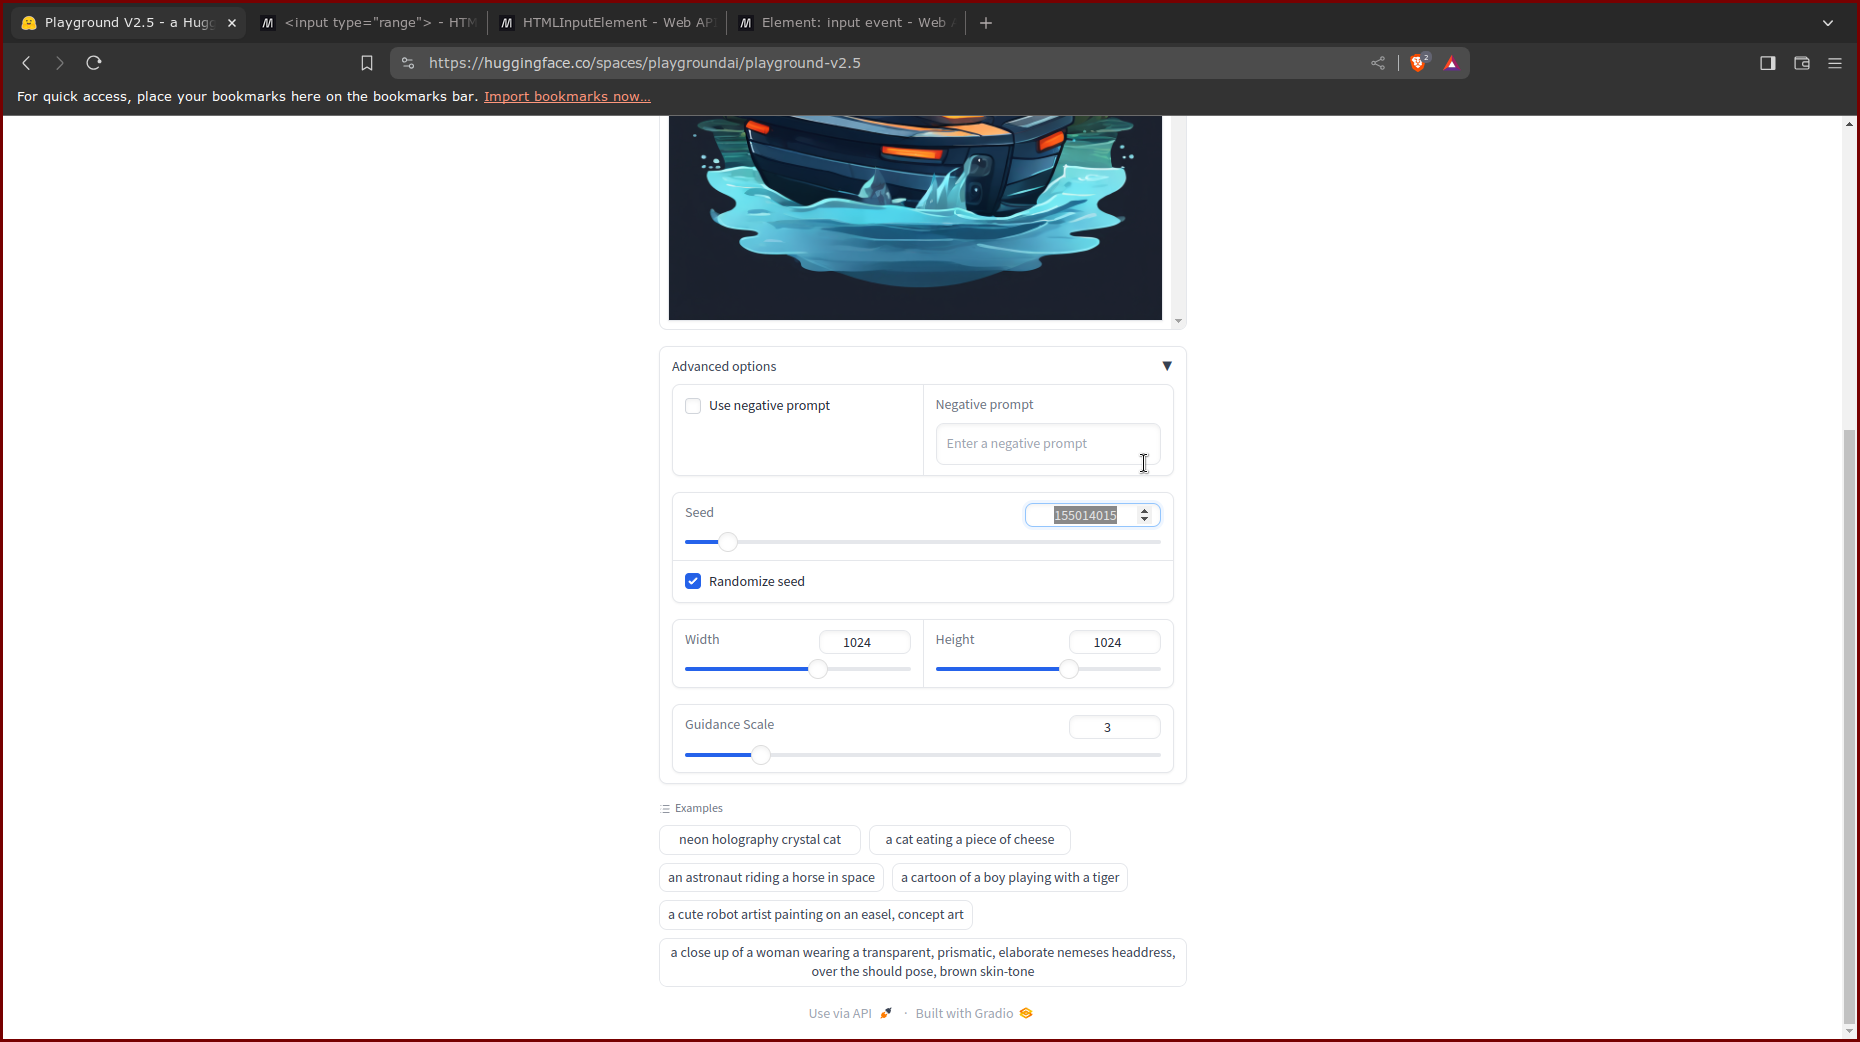 Playground V2.5 - a Hugg
<input type="range"> - HTM
HTMLInputElement - Web AP
Element: input event - Web
https://huggingface.co/spaces/playgroundai/playground-v2.5
2
For quick access, place your bookmarks here on the bookmarks bar. Import bookmarks now...
Advanced options
Use negative prompt
Negative prompt
Enter a negative prompt
Seed
155014015
Randomize seed
Width
1024
Height
1024
Guidance Scale
3
Examples
neon holography crystal cat
a cat eating a piece of cheese
an astronaut riding a horse in space
a cartoon of a boy playing with a tiger
a cute robot artist painting on an easel, concept art
a close up of a woman wearing a transparent, prismatic, elaborate nemeses headdress,
over the should pose, brown skin-tone
Use via API · Built with Gradio